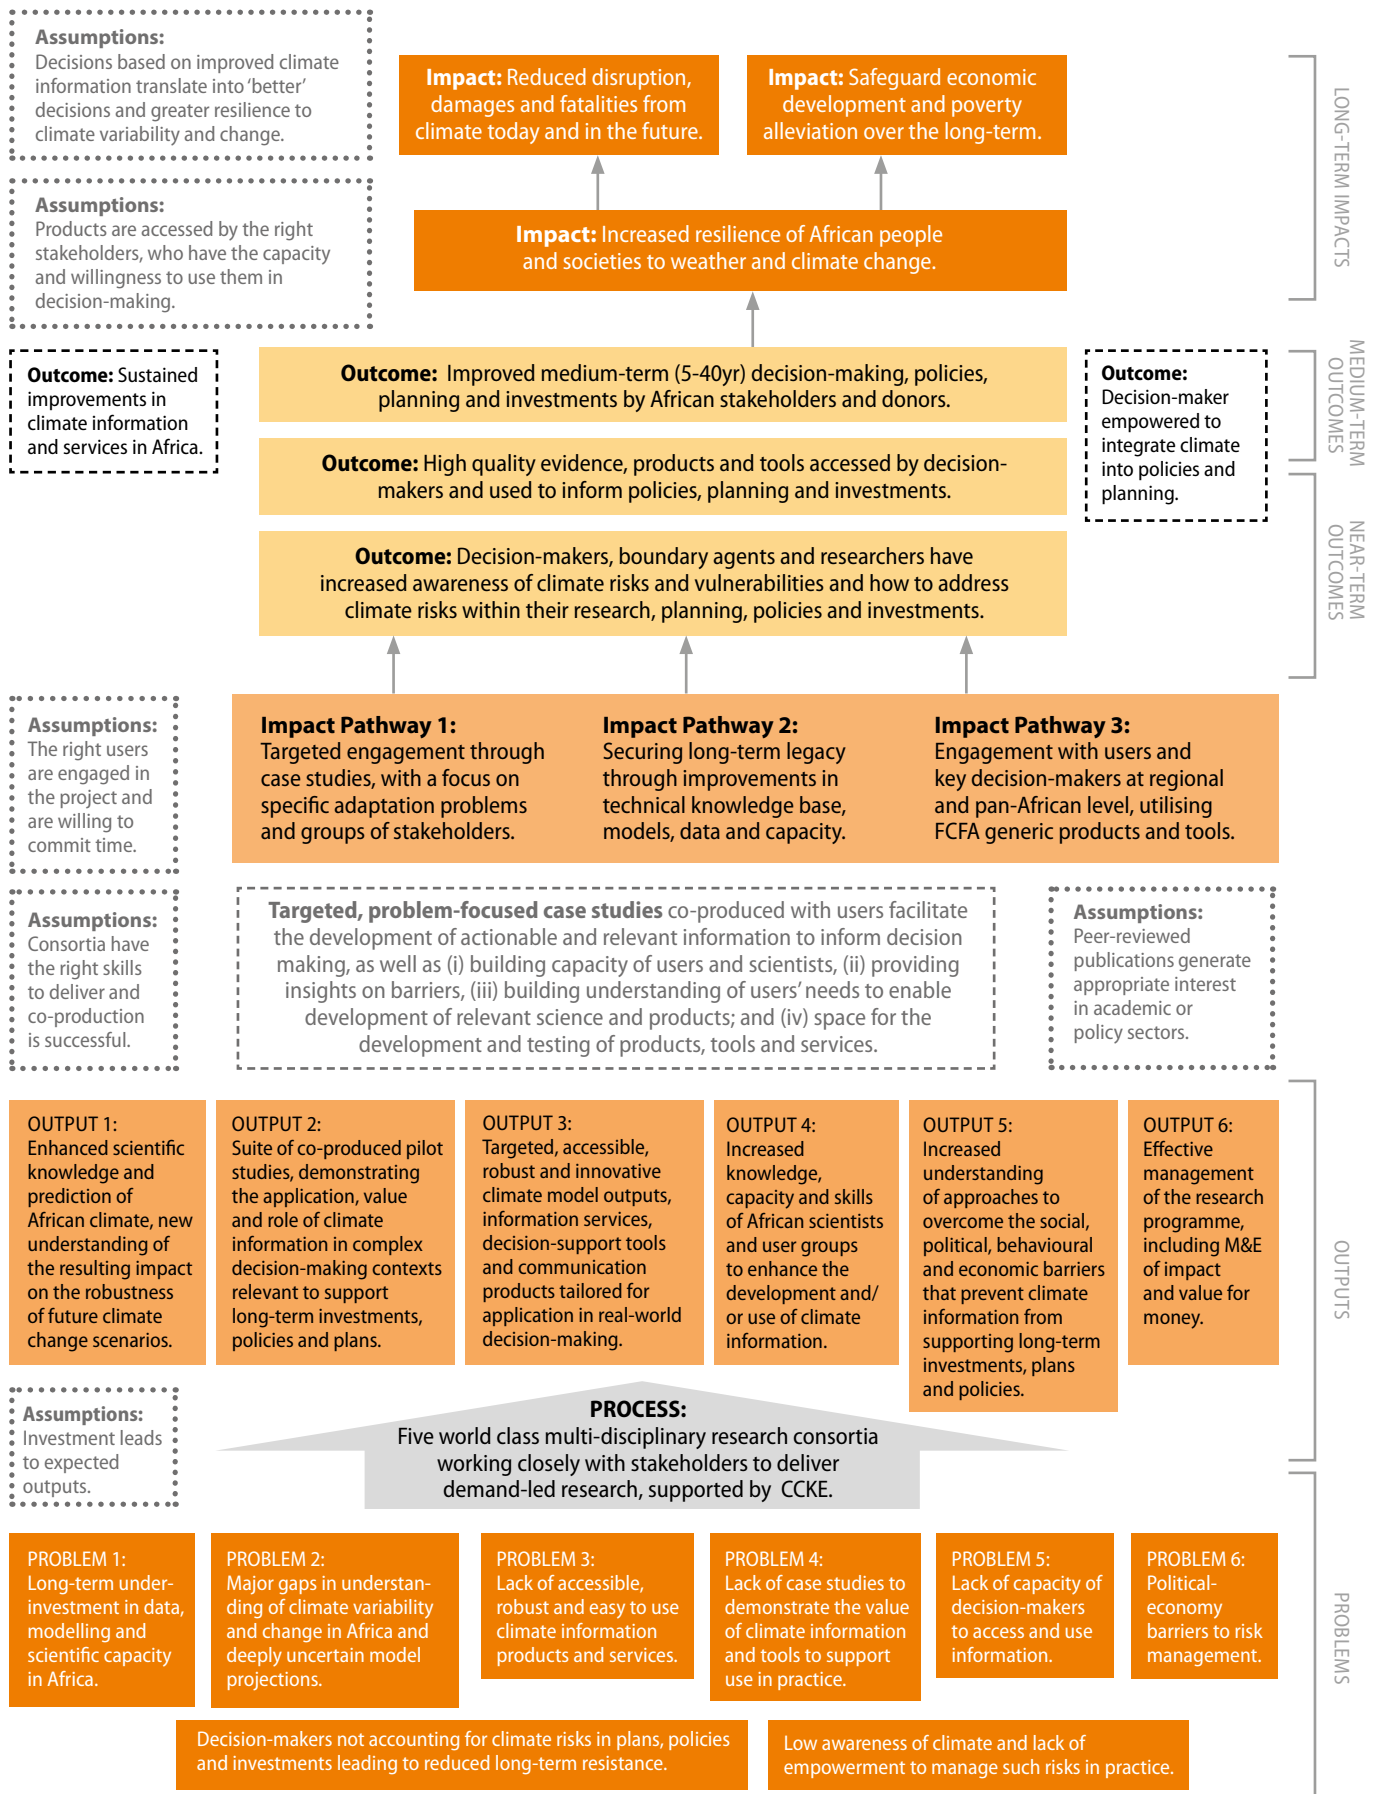 Assumptions:
Decisions based on improved climate
information translate into ‘better’
decisions and greater resilience to
climate variability and change.
Impact: Reduced disruption,
damages and fatalities from
climate today and in the future.
Impact: Safeguard economic
development and poverty
alleviation over the long-term.
LONG-TERM IMPACTS
Assumptions:
Products are accessed by the right
stakeholders, who have the capacity
and willingness to use them in
decision-making.
Impact: Increased resilience of African people
and societies to weather and climate change.
Outcome: Sustained
improvements in
climate information
and services in Africa.
Outcome: Improved medium-term (5-40yr) decision-making, policies,
planning and investments by African stakeholders and donors.
Outcome:
Decision-maker
empowered to
integrate climate
into policies and
planning.
MEDIUM-TERM
OUTCOMES
Outcome: High quality evidence, products and tools accessed by decision-
makers and used to inform policies, planning and investments.
Outcome: Decision-makers, boundary agents and researchers have
increased awareness of climate risks and vulnerabilities and how to address
climate risks within their research, planning, policies and investments.
NEAR-TERM
OUTCOMES
Assumptions:
The right users
are engaged in
the project and
are willing to
commit time.
Impact Pathway 1:
Targeted engagement through
case studies, with a focus on
specific adaptation problems
and groups of stakeholders.
Impact Pathway 2:
Securing long-term legacy
through improvements in
technical knowledge base,
models, data and capacity.
Impact Pathway 3:
Engagement with users and
key decision-makers at regional
and pan-African level, utilising
FCFA generic products and tools.
Assumptions:
Consortia have
the right skills
to deliver and
co-production
is successful.
Targeted, problem-focused case studies co-produced with users facilitate
the development of actionable and relevant information to inform decision
making, as well as (i) building capacity of users and scientists, (ii) providing
insights on barriers, (iii) building understanding of users’ needs to enable
development of relevant science and products; and (iv) space for the
development and testing of products, tools and services.
Assumptions:
Peer-reviewed
publications generate
appropriate interest
in academic or
policy sectors.
OUTPUT 1:
Enhanced scientific
knowledge and
prediction of
African climate, new
understanding of
the resulting impact
on the robustness
of future climate
change scenarios.
OUTPUT 2:
Suite of co-produced pilot
studies, demonstrating
the application, value
and role of climate
information in complex
decision-making contexts
relevant to support
long-term investments,
policies and plans.
OUTPUT 3:
Targeted, accessible,
robust and innovative
climate model outputs,
information services,
decision-support tools
and communication
products tailored for
application in real-world
decision-making.
OUTPUT 4:
Increased
knowledge,
capacity and skills
of African scientists
and user groups
to enhance the
development and/
or use of climate
information.
OUTPUT 5:
Increased
understanding
of approaches to
overcome the social,
political, behavioural
and economic barriers
that prevent climate
information from
supporting long-term
investments, plans
and policies.
OUTPUT 6:
Effective
management
of the research
programme,
including M&E
of impact
and value for
money.
OUTPUTS
Assumptions:
Investment leads
to expected
outputs.
PROCESS:
Five world class multi-disciplinary research consortia
working closely with stakeholders to deliver
demand-led research, supported by CCKE.
PROBLEM 1:
Long-term under-
investment in data,
modelling and
scientific capacity
in Africa.
PROBLEM 2:
Major gaps in understan-
ding of climate variability
and change in Africa and
deeply uncertain model
projections.
PROBLEM 3:
Lack of accessible,
robust and easy to use
climate information
products and services.
PROBLEM 4:
Lack of case studies to
demonstrate the value
of climate information
and tools to support
use in practice.
PROBLEM 5:
Lack of capacity of
decision-makers
to access and use
information.
PROBLEM 6:
Political-
economy
barriers to risk
management.
PROBLEMS
Decision-makers not accounting for climate risks in plans, policies
and investments leading to reduced long-term resistance.
Low awareness of climate and lack of
empowerment to manage such risks in practice.